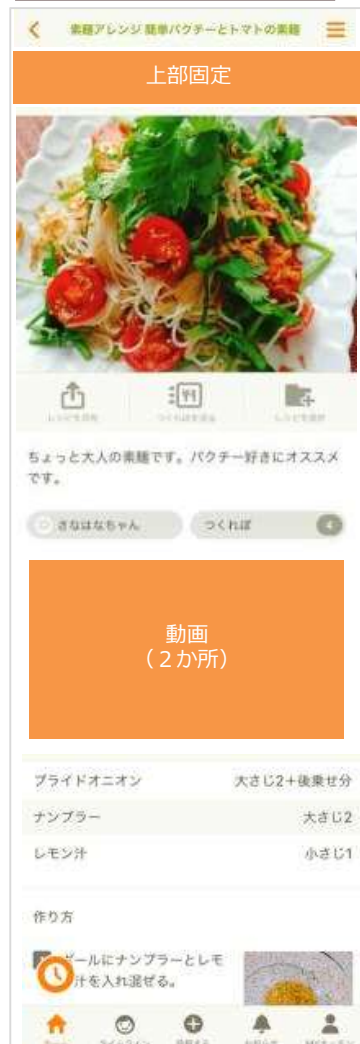 素麺アレンジ 簡単パクチーとトマトの素麺
上部固定
ちょっと大人の素麺です。パクチー好きにオススメ
です。
さなはなちゃん
つくれぽ
4
動画
(２か所)
フライドオニオン
大さじ2+後乗せ分
ナンプラー
大さじ2
レモン汁
小さじ1
作り方
ボールにナンプラーとレモ
汁を入れ混ぜる。